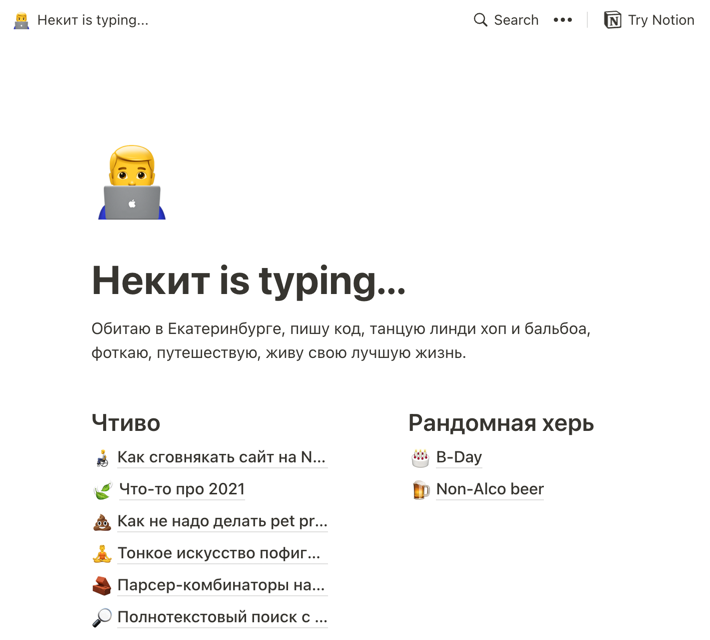 Некит is typing...
Search
Try Notion
Некит is typing...
Обитаю в Екатеринбурге, пишу код, танцую линди хоп и бальбоа,
фоткаю, путешествую, живу свою лучшую жизнь.
Чтиво
Как сговнякать сайт на N...
Что-то про 2021
Как не надо делать pet pr...
Тонкое искусство пофиг...
Парсер-комбинаторы на...
Полнотекстовый поиск с ...
Рандомная херь
B-Day
Non-Alco beer